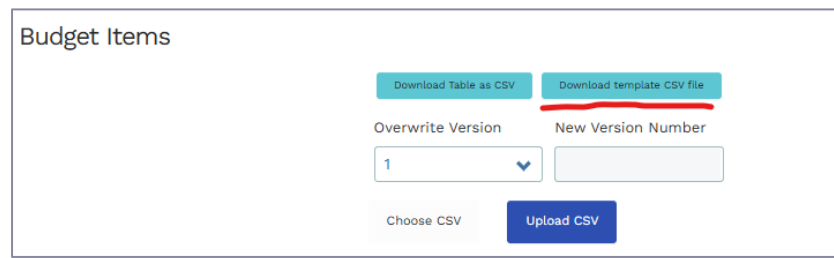 Budget Items
Download Table as CSV Download template CSV file
Overwrite Version New Version Number
1
Choose CSV Upload CSV